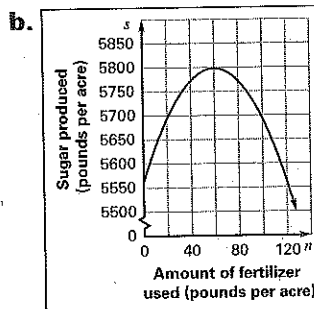 b.
s
5850
5800
5750
5700
5650
5600
5550
5500
0
Sugar produced
(pounds per acre)
0 40 80 120 n
Amount of fertilizer
used (pounds per acre)